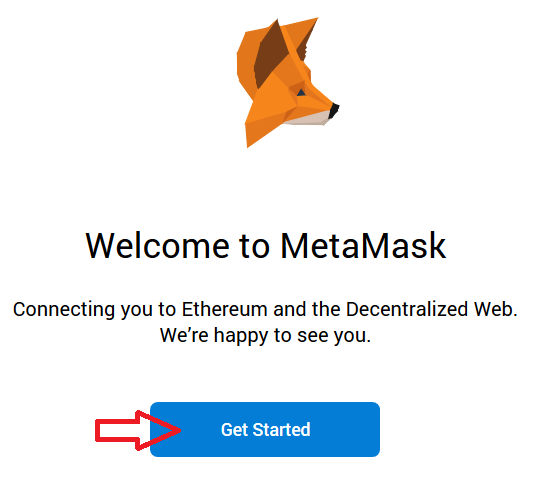 Welcome to MetaMask
Connecting you to Ethereum and the Decentralized Web.
We’re happy to see you.
Get Started